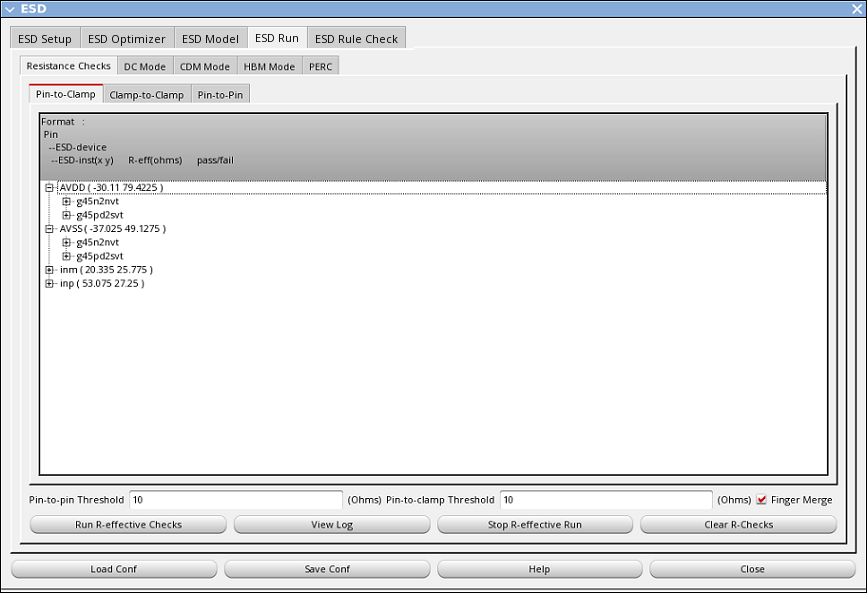 ESD
ESD Setup ESD Optimizer ESD Model ESD Run ESD Rule Check
Resistance Checks DC Mode CDM Mode HBM Mode PERC
Pin-to-Clamp Clamp-to-Clamp Pin-to-Pin
Format :
Pin
--ESD-device
--ESD-inst(x y) R-eff(ohms) pass/fail
AVDD ( -30.11 79.4225 )
g45n2nvt
g45pd2svt
AVSS ( -37.025 49.1275 )
g45n2nvt
g45pd2svt
inm ( 20.335 25.775 )
inp ( 53.075 27.25 )
Pin-to-pin Threshold 10 (Ohms) Pin-to-clamp Threshold 10 (Ohms) Finger Merge
Run R-effective Checks View Log Stop R-effective Run Clear R-Checks
Load Conf Save Conf Help Close